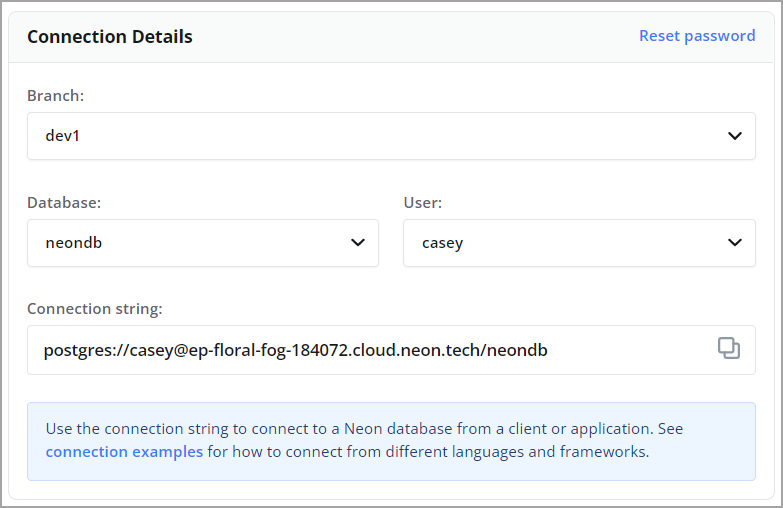 Connection Details
Reset password
Branch:
dev1
Database:
User:
neondb
casey
Connection string:
postgres://casey@ep-floral-fog-184072.cloud.neon.tech/neondb
Use the connection string to connect to a Neon database from a client or application. See
connection examples for how to connect from different languages and frameworks.